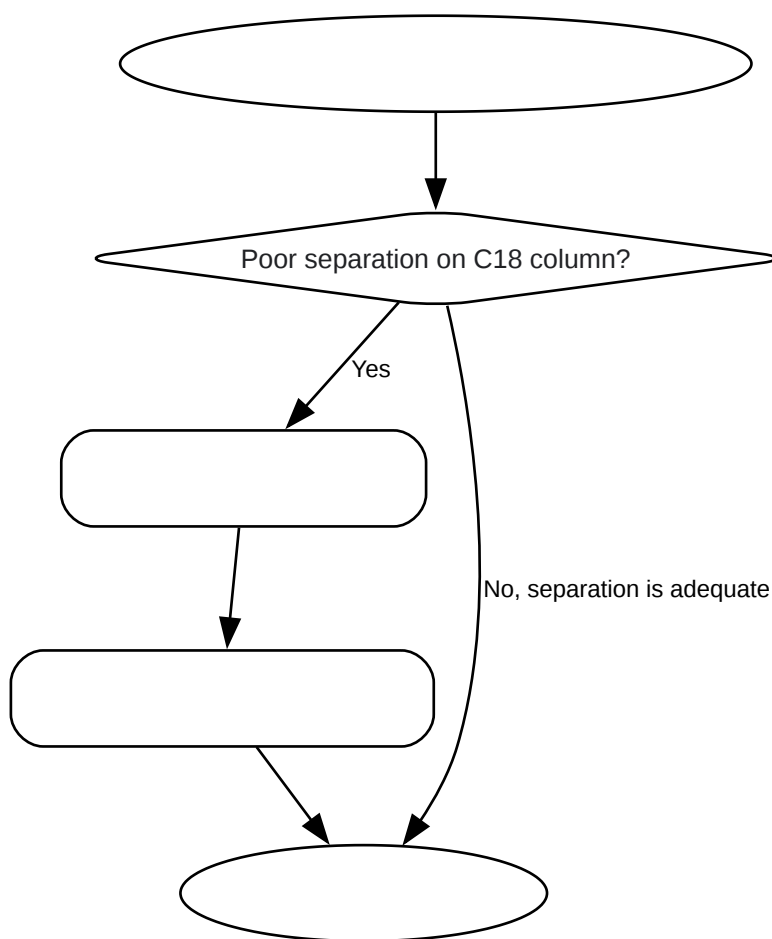 Poor separation on C18 column?
Yes
No, separation is adequate